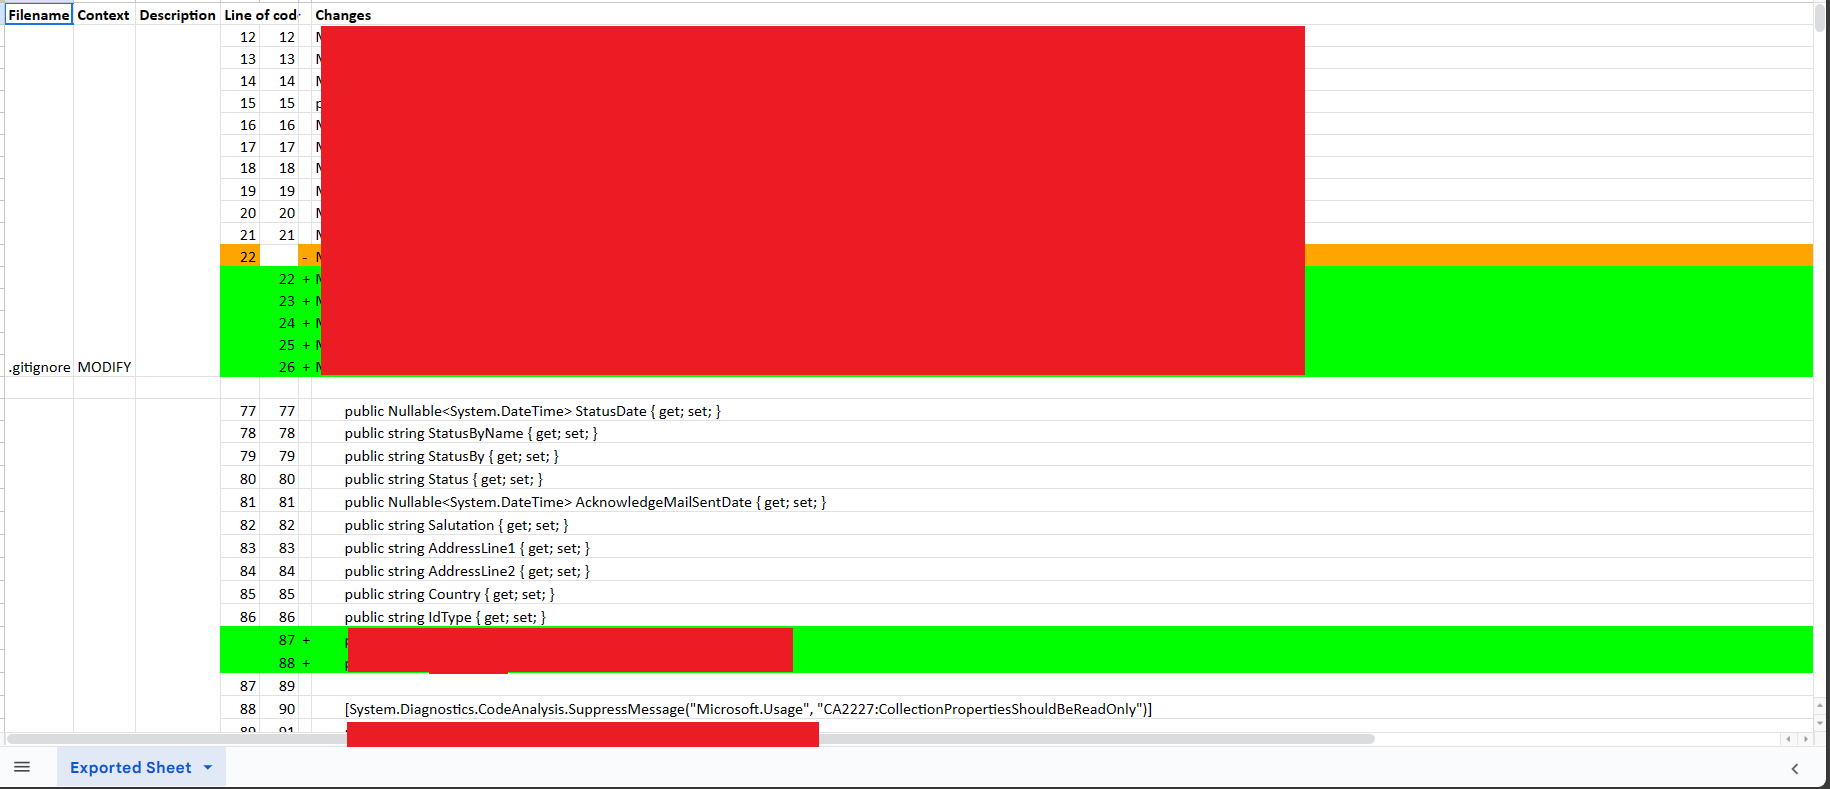 Filename Context Description Line of cod Changes
12 12
13 13
14 14
15 15
16 16
17 17
18 18
19 19
20 20
21 21
22 -
22 +
23 +
24 +
25 +
.gitignore MODIFY 26 +
77 77 public Nullable<System.DateTime> StatusDate { get; set; }
78 78 public string StatusByName { get; set; }
79 79 public string StatusBy { get; set; }
80 80 public string Status { get; set; }
81 81 public Nullable<System.DateTime> AcknowledgeMailSentDate { get; set; }
82 82 public string Salutation { get; set; }
83 83 public string AddressLine1 { get; set; }
84 84 public string AddressLine2 { get; set; }
85 85 public string Country { get; set; }
86 86 public string IdType { get; set; }
87 +
88 +
87 89
88 90 [System.Diagnostics.CodeAnalysis.SuppressMessage("Microsoft.Usage", "CA2227:CollectionPropertiesShouldBeReadOnly")]
89 91
Exported Sheet